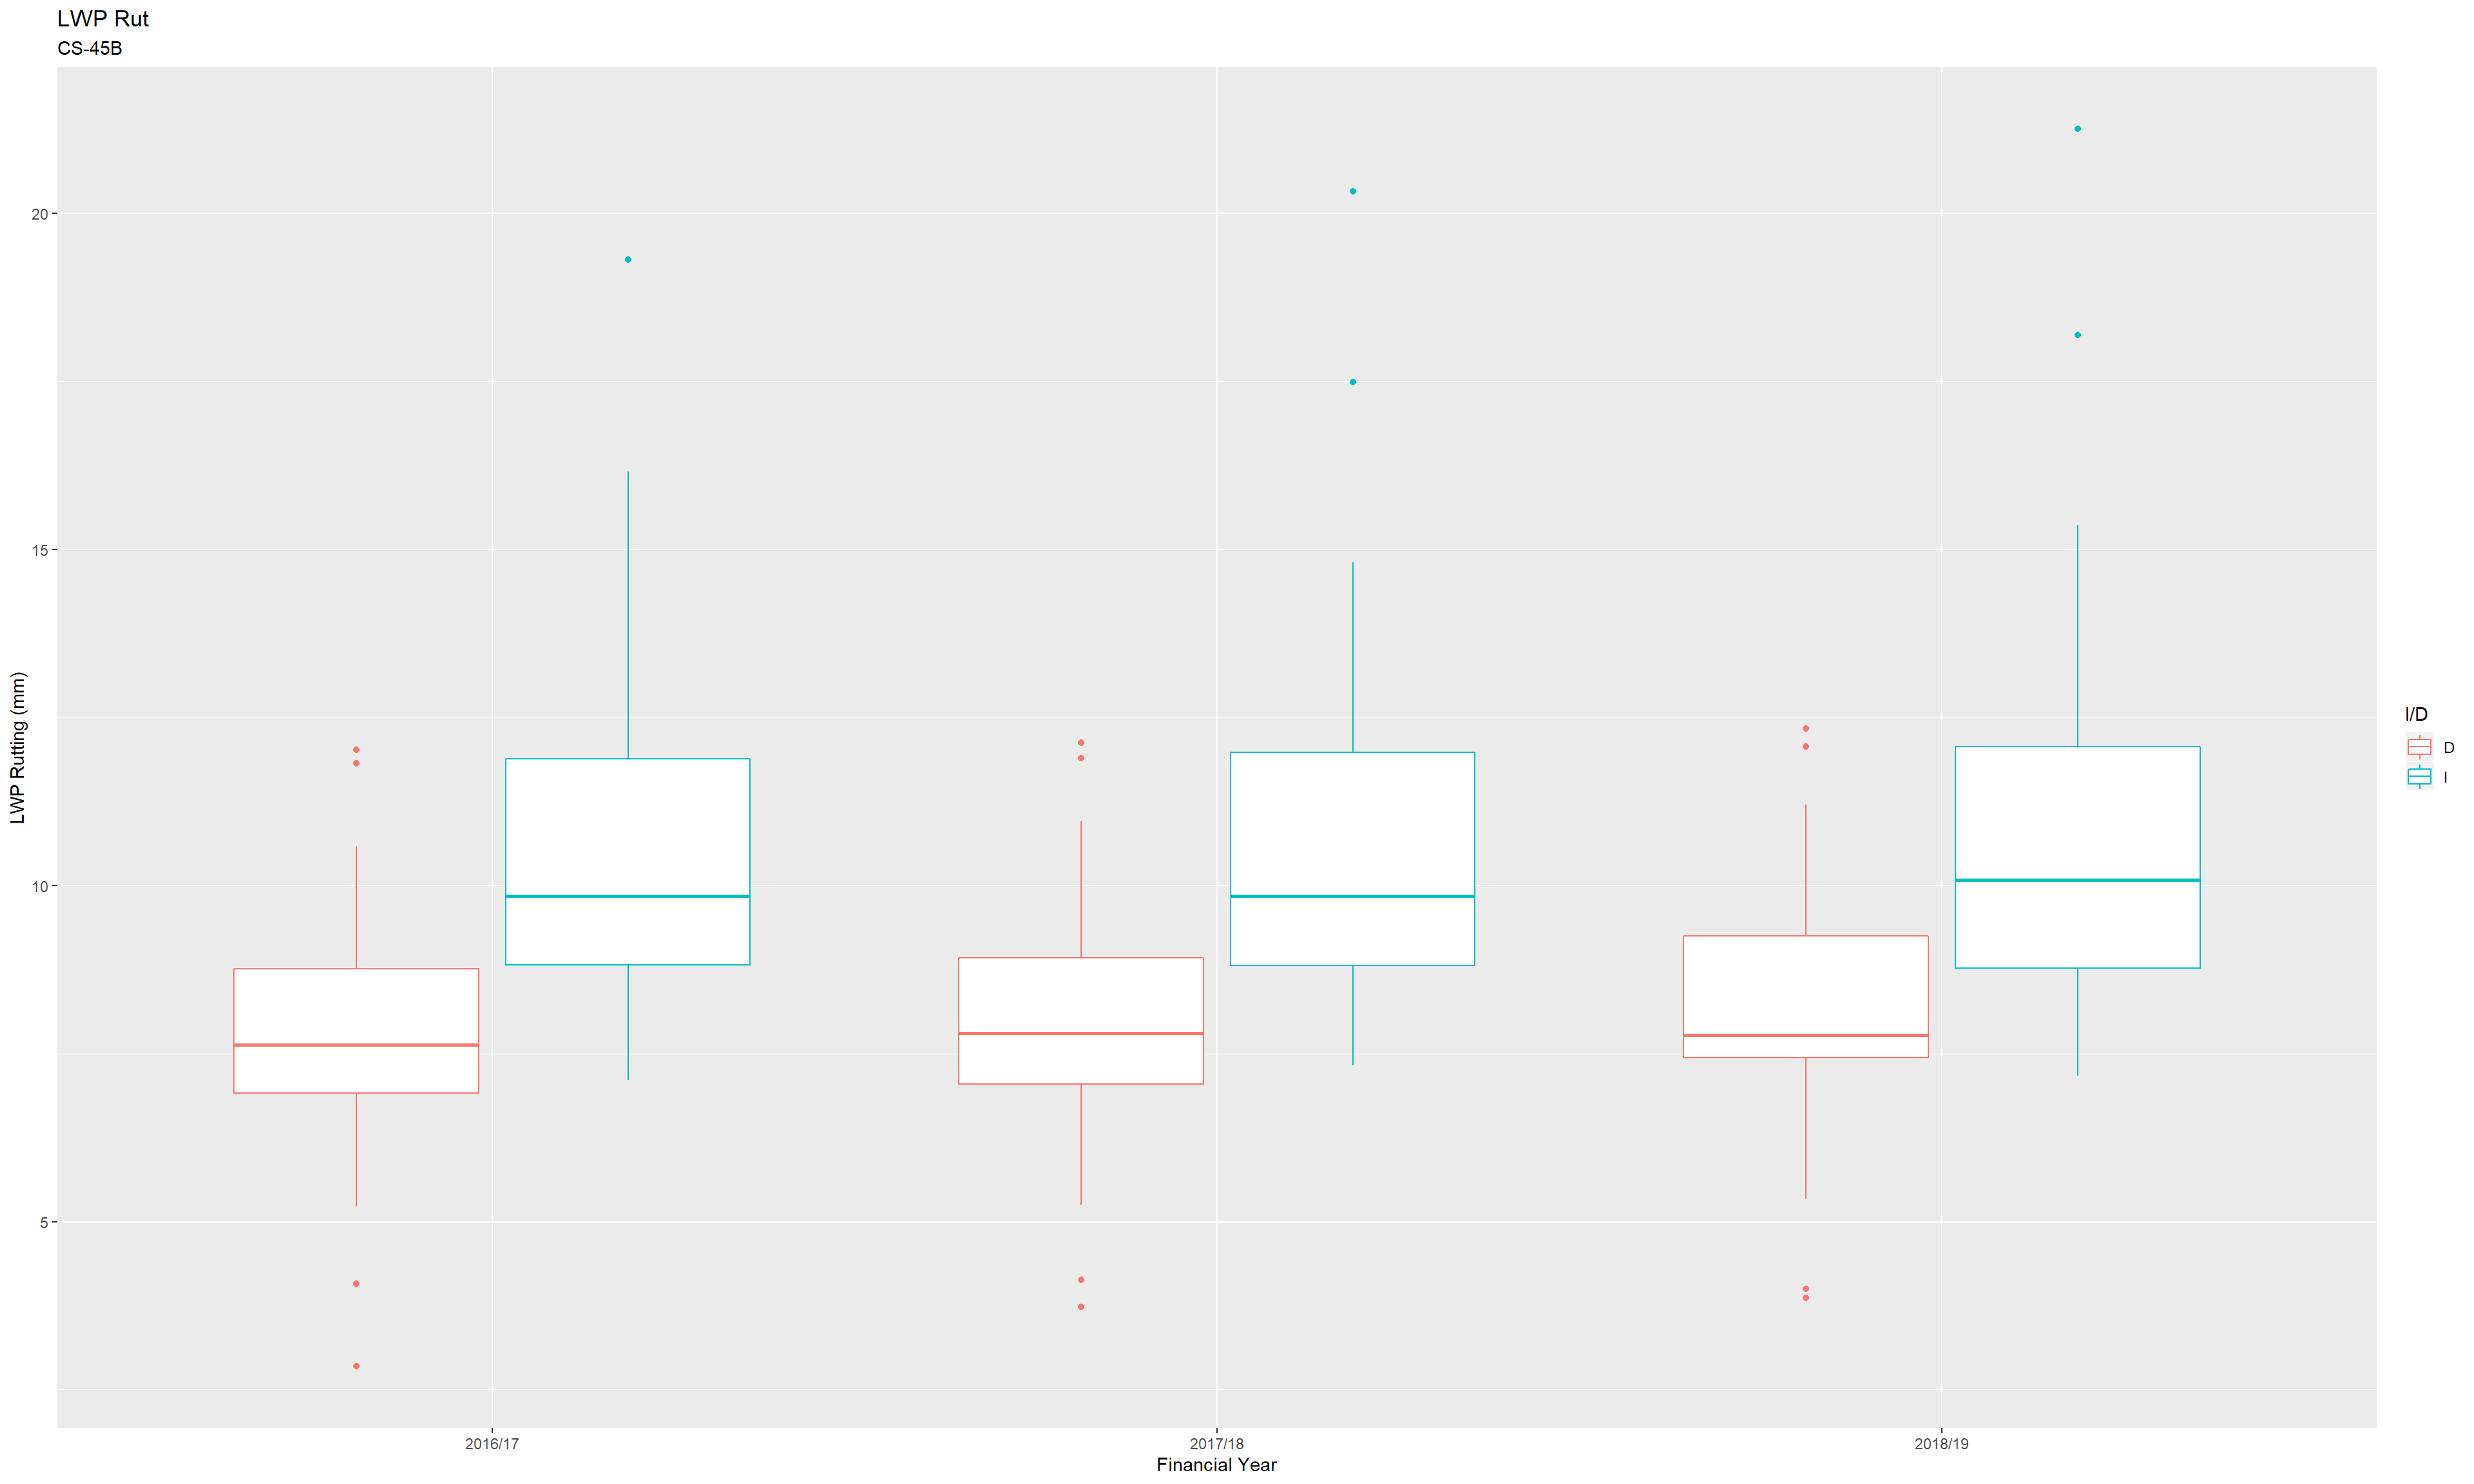 LWP Rut
CS-45B
LWP Rutting (mm)
20
15
10
5
2016/17
2017/18
2018/19
Financial Year
I/D
D
I